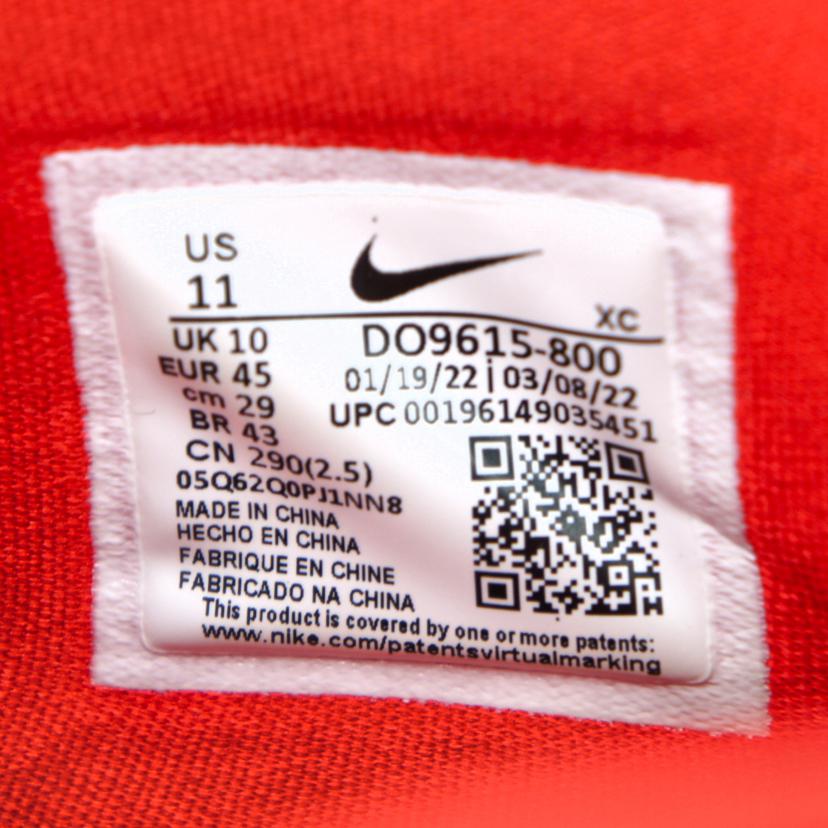 US
11
XC
UK 10
DO9615-800
EUR 45
01/19/22 | 03/08/22
cm 29
UPC 00196149035451
BR 43
CN 290(2.5)
05Q62Q0PJ1NN8
MADE IN CHINA
HECHO EN CHINA
FABRIQUE EN CHINE
FABRICADO NA CHINA
This product is covered by one or more patents:
www.nike.com/patentsvirtualmarking